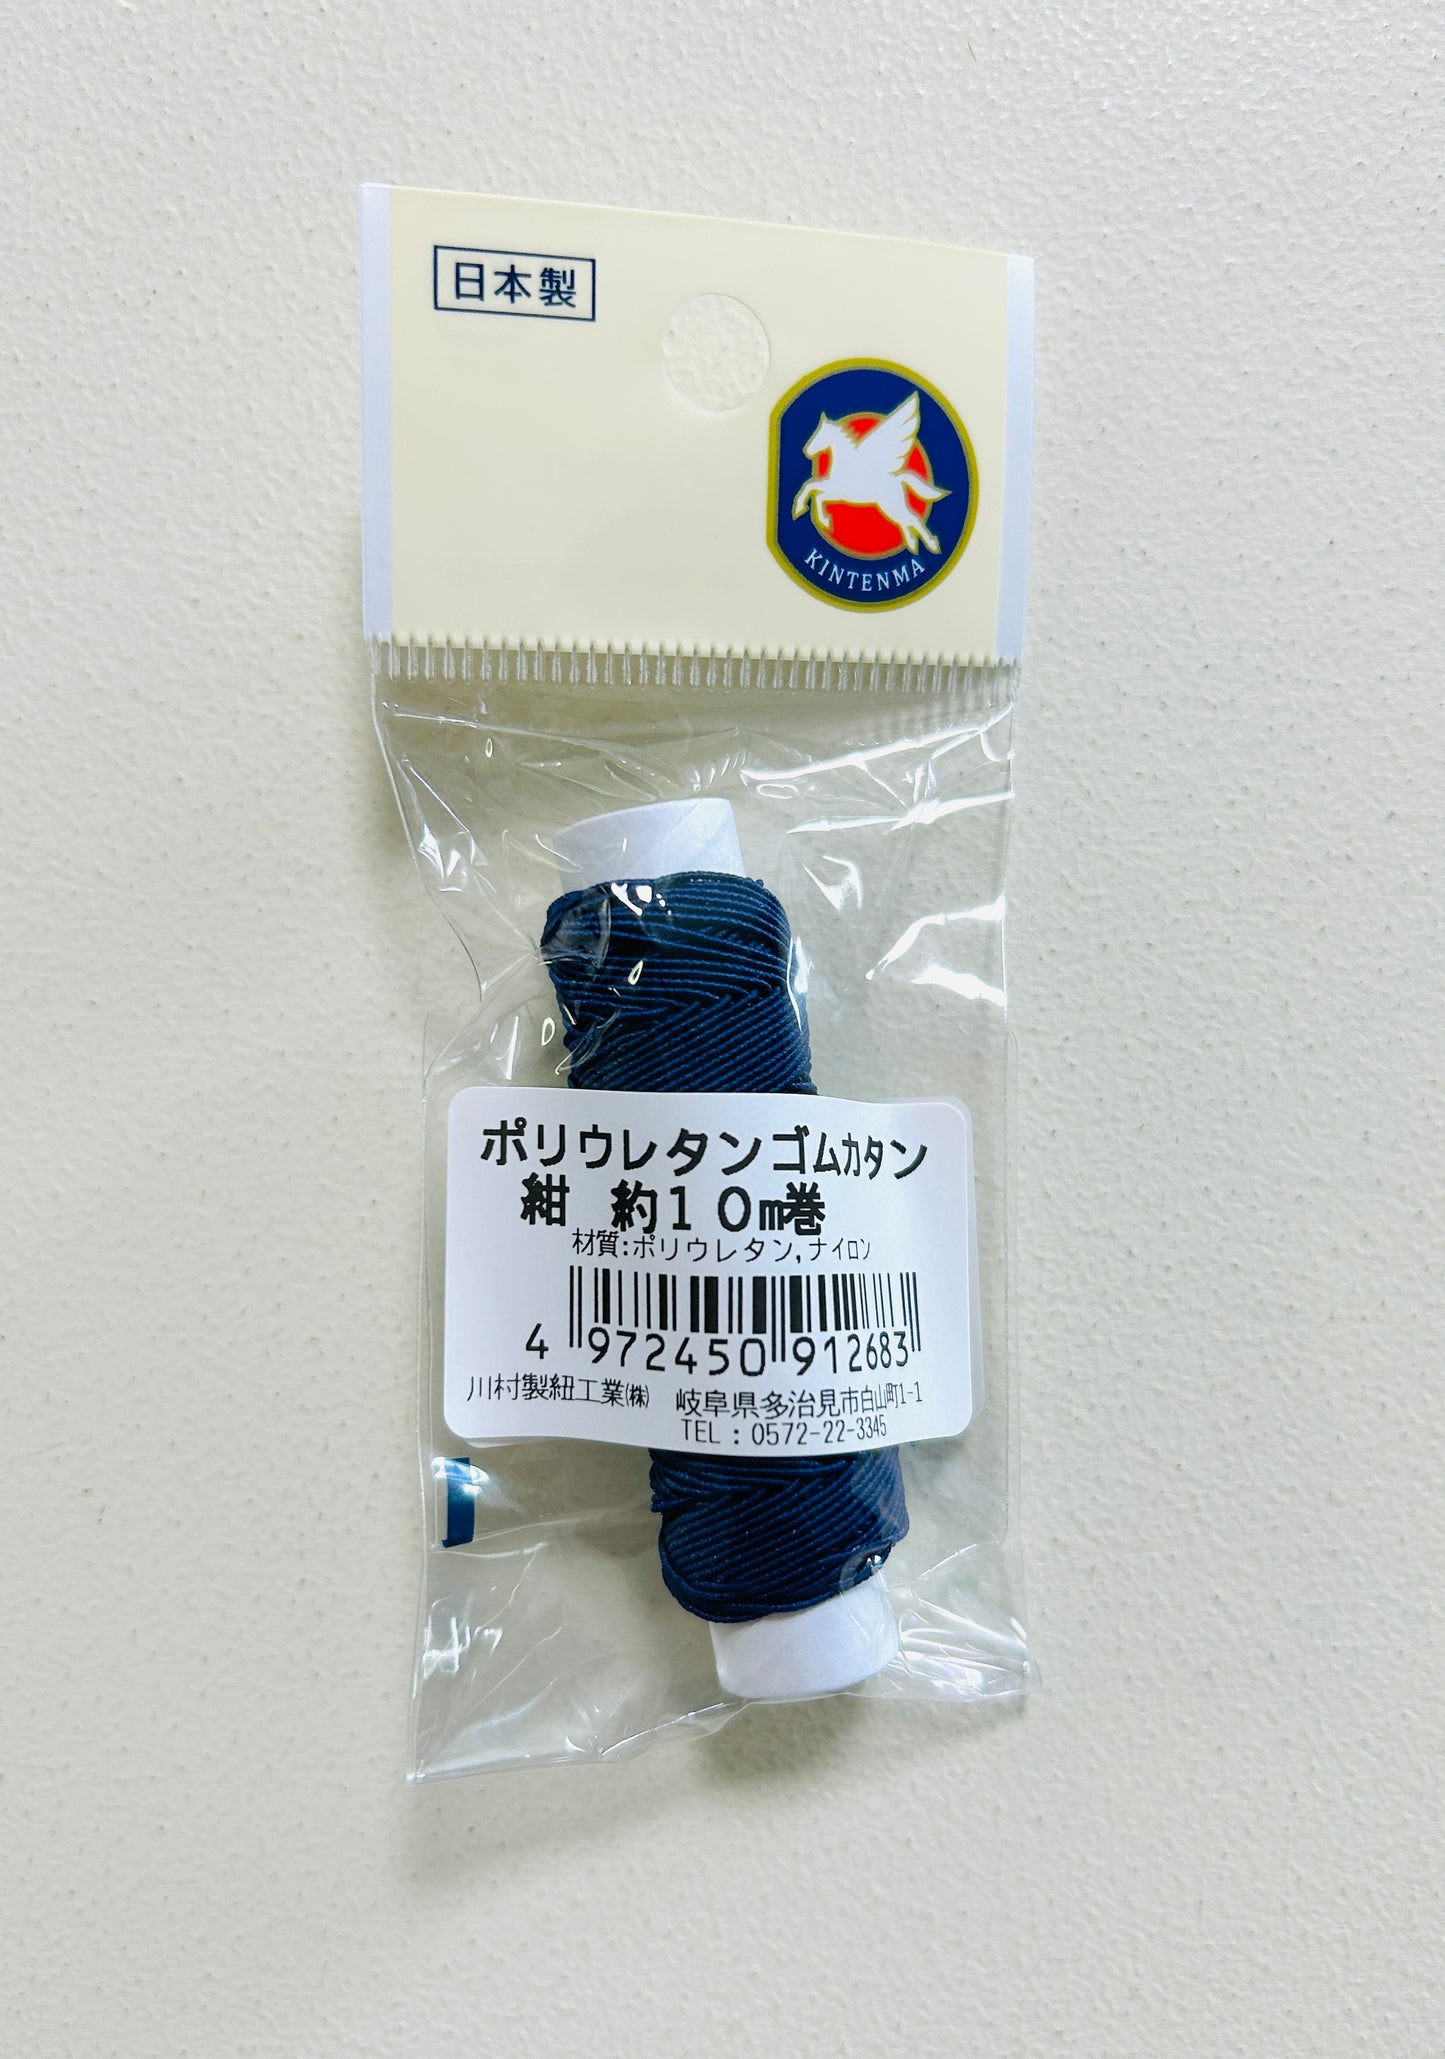 日本製
KINTENMA
ポリウレタンゴムカタン
紺 約10m巻
材質:ポリウレタン,ナイロン
4 972450 912683
川村製紐工業㈱ 岐阜県多治見市白山町1-1
TEL:0572-22-3345